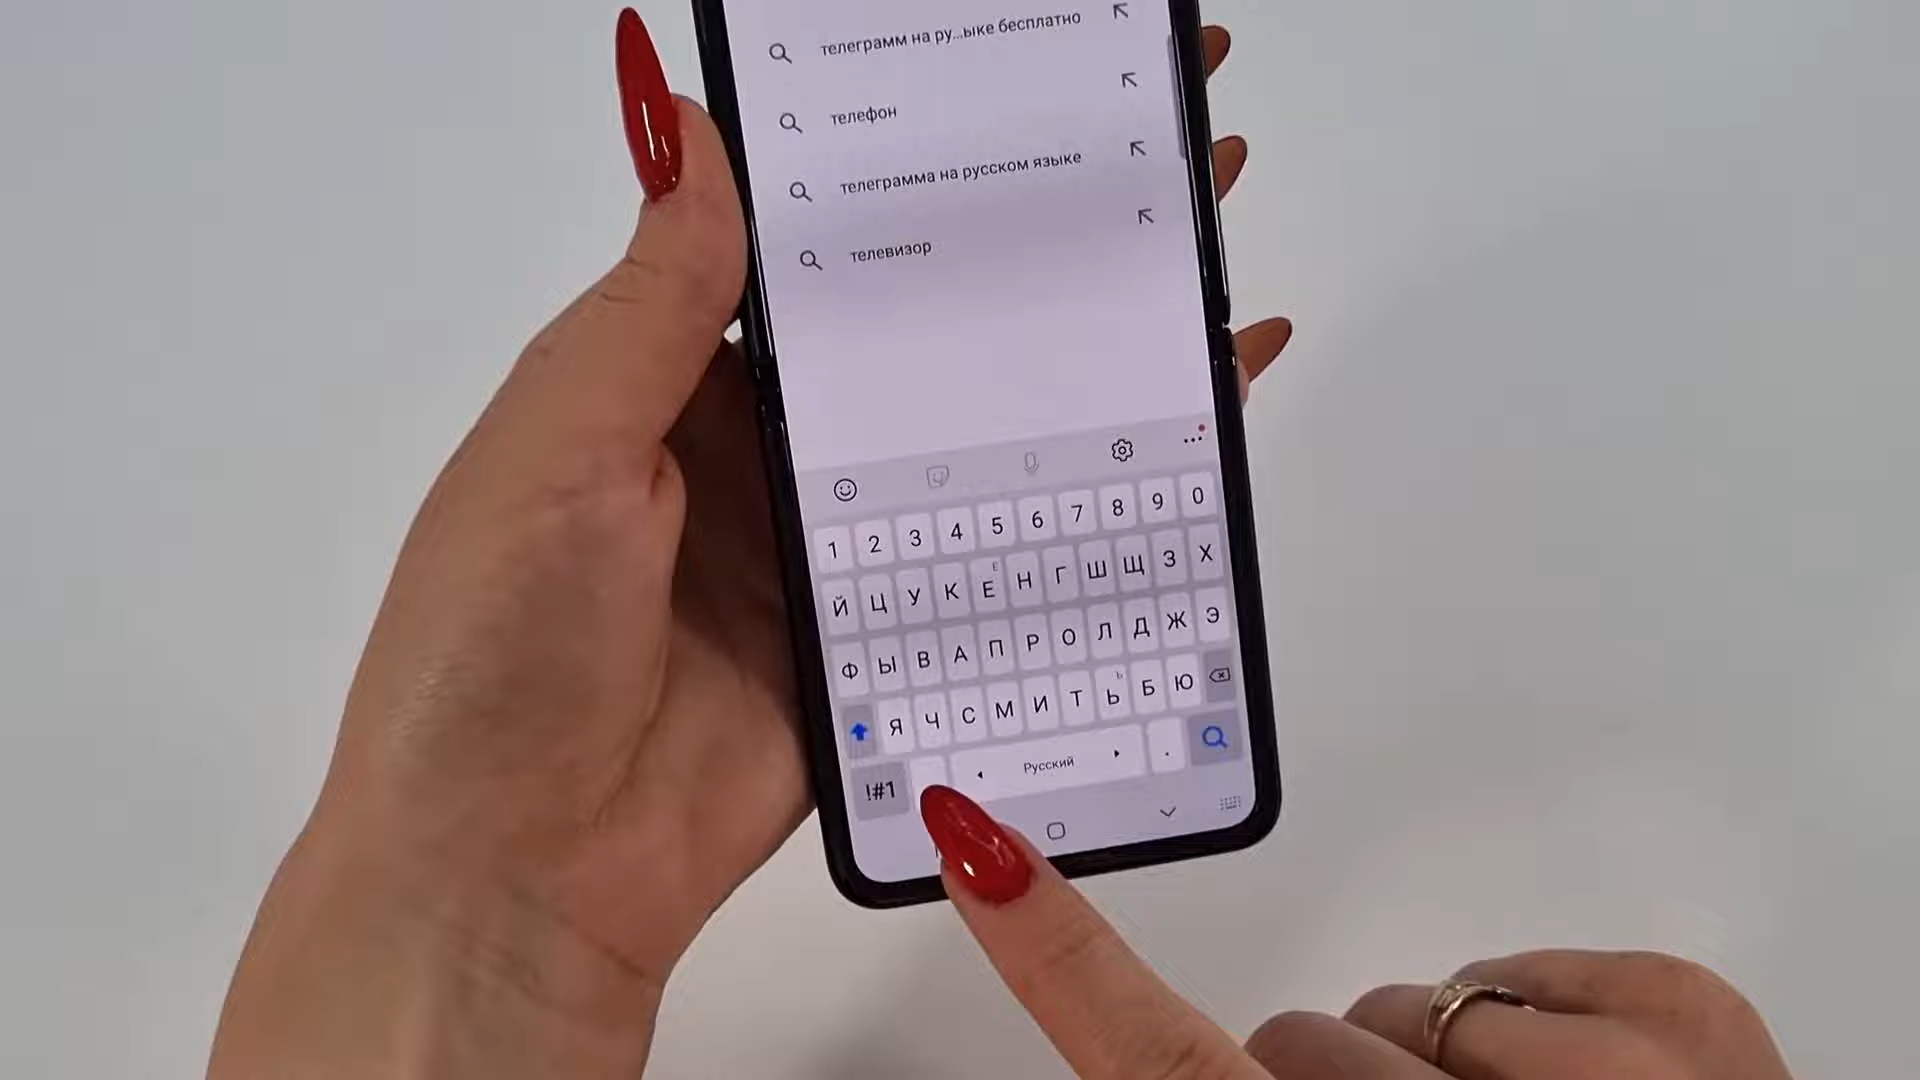 телеграмм на ру...ыке бесплатно
телефон
телеграмма на русском языке
телевизор
1 2 3 4 5 6 7 8 9 0
Й Ц У К Е Ё Н Г Ш Щ З Х
Ф Ы В А П Р О Л Д Ж Э
Я Ч С М И Т Ь Ъ Б Ю
!#1 Русский .